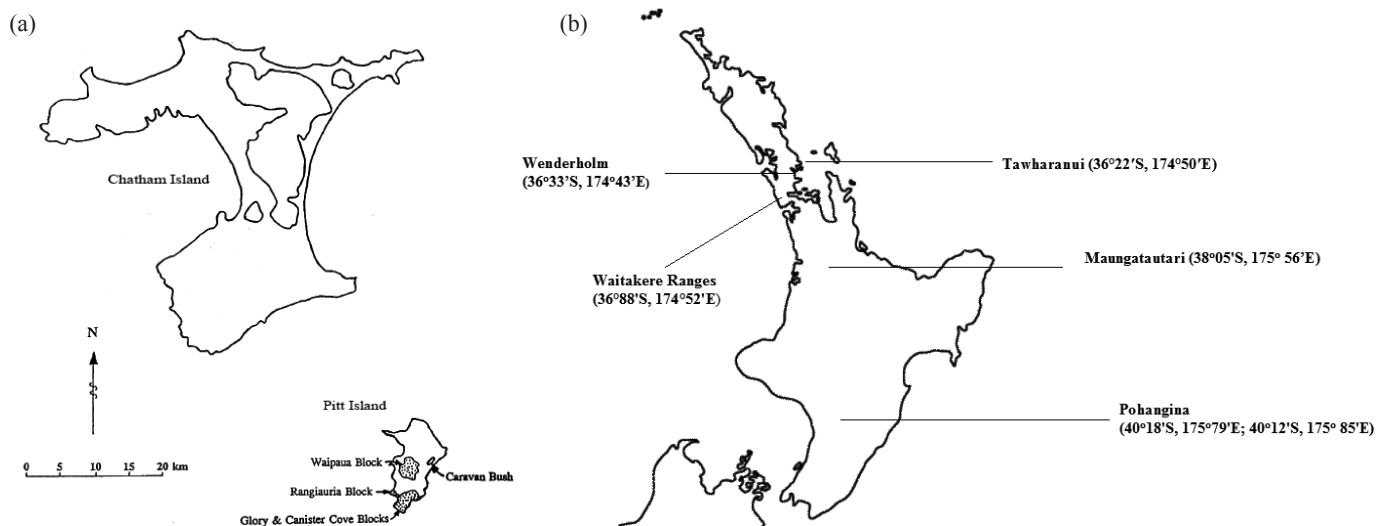 (a)
Chatham Island
N
0 5 10 15 20 km
Pitt Island
Waipaua Block
Caravan Bush
Rangiauria Block
Glory & Canister Cove Blocks
(b)
Wenderholm
(36°33’S, 174°43’E)
Tawharanui (36°22'S, 174°50'E)
Waitakere Ranges
(36°88'S, 174°52'E)
Maungatautari (38°05'S, 175° 56’E)
Pohangina
(40°18'S, 175°79'E; 40°12'S, 175° 85'E)